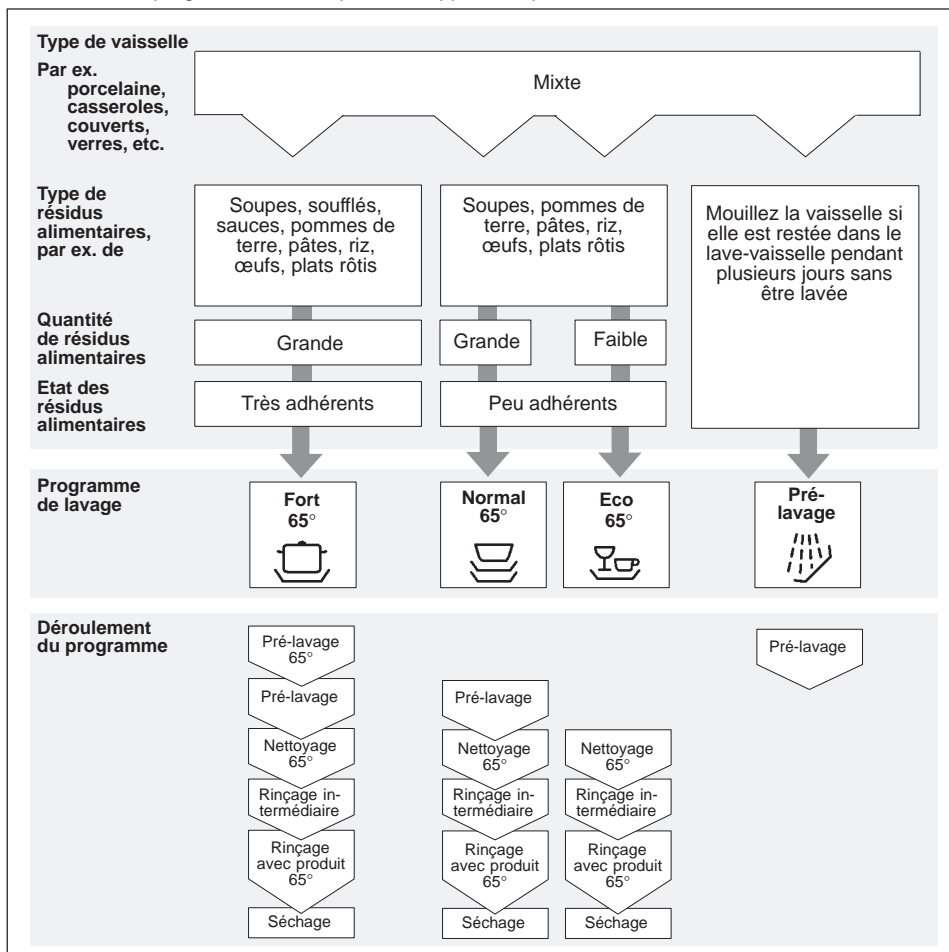 Type de vaisselle
Par ex.
porcelaine,
casseroles,
couverts,
verres, etc.
Mixte
Type de
résidus
alimentaires,
par ex. de
Soupes, soufflés,
sauces, pommes de
terre, pâtes, riz,
œufs, plats rôtis
Soupes, pommes de
terre, pâtes, riz,
œufs, plats rôtis
Mouillez la vaisselle si
elle est restée dans le
lave-vaisselle pendant
plusieurs jours sans
être lavée
Quantité
de résidus
alimentaires
Grande
Grande
Faible
Etat des
résidus
alimentaires
Très adhérents
Peu adhérents
Programme
de lavage
Fort
65°
Normal
65°
Eco
65°
Pré-
lavage
Déroulement
du programme
Pré-lavage
65°
Pré-lavage
Nettoyage
65°
Rinçage in-
termédiaire
Rinçage
avec produit
65°
Séchage
Pré-lavage
Nettoyage
65°
Rinçage in-
termédiaire
Rinçage
avec produit
65°
Séchage
Nettoyage
65°
Rinçage in-
termédiaire
Rinçage
avec produit
65°
Séchage
Pré-lavage